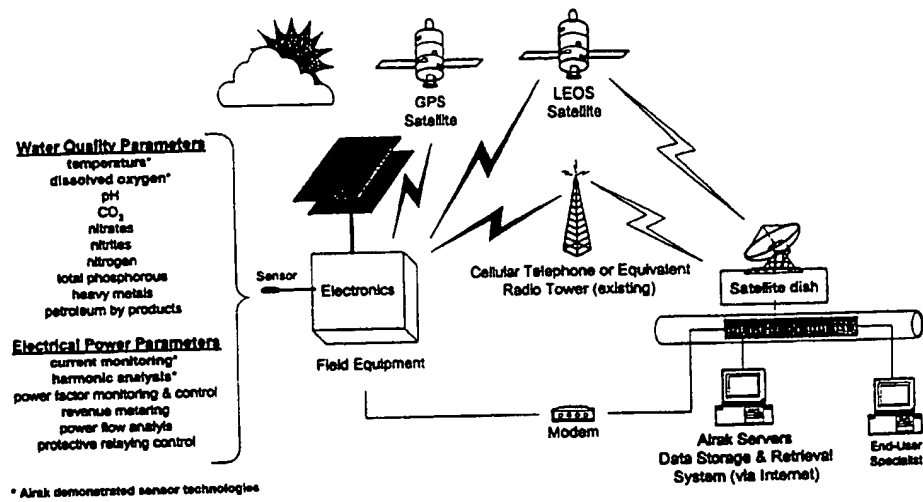 GPS
Satellite
LEOS
Satellite
Water Quality Parameters
temperature*
dissolved oxygen*
pH
CO2
nitrates
nitrites
nitrogen
total phosphorous
heavy metals
petroleum by products
Electrical Power Parameters
current monitoring*
harmonic analysis*
power factor monitoring & control
revenue metering
power flow analyis
protective relaying control
* Airak demonstrated sensor technologies
Sensor
Electronics
Field Equipment
Cellular Telephone or Equivalent
Radio Tower (existing)
Satellite dish
Modem
Airak Servers
Data Storage & Retrieval
System (via Internet)
End-User
Specialist